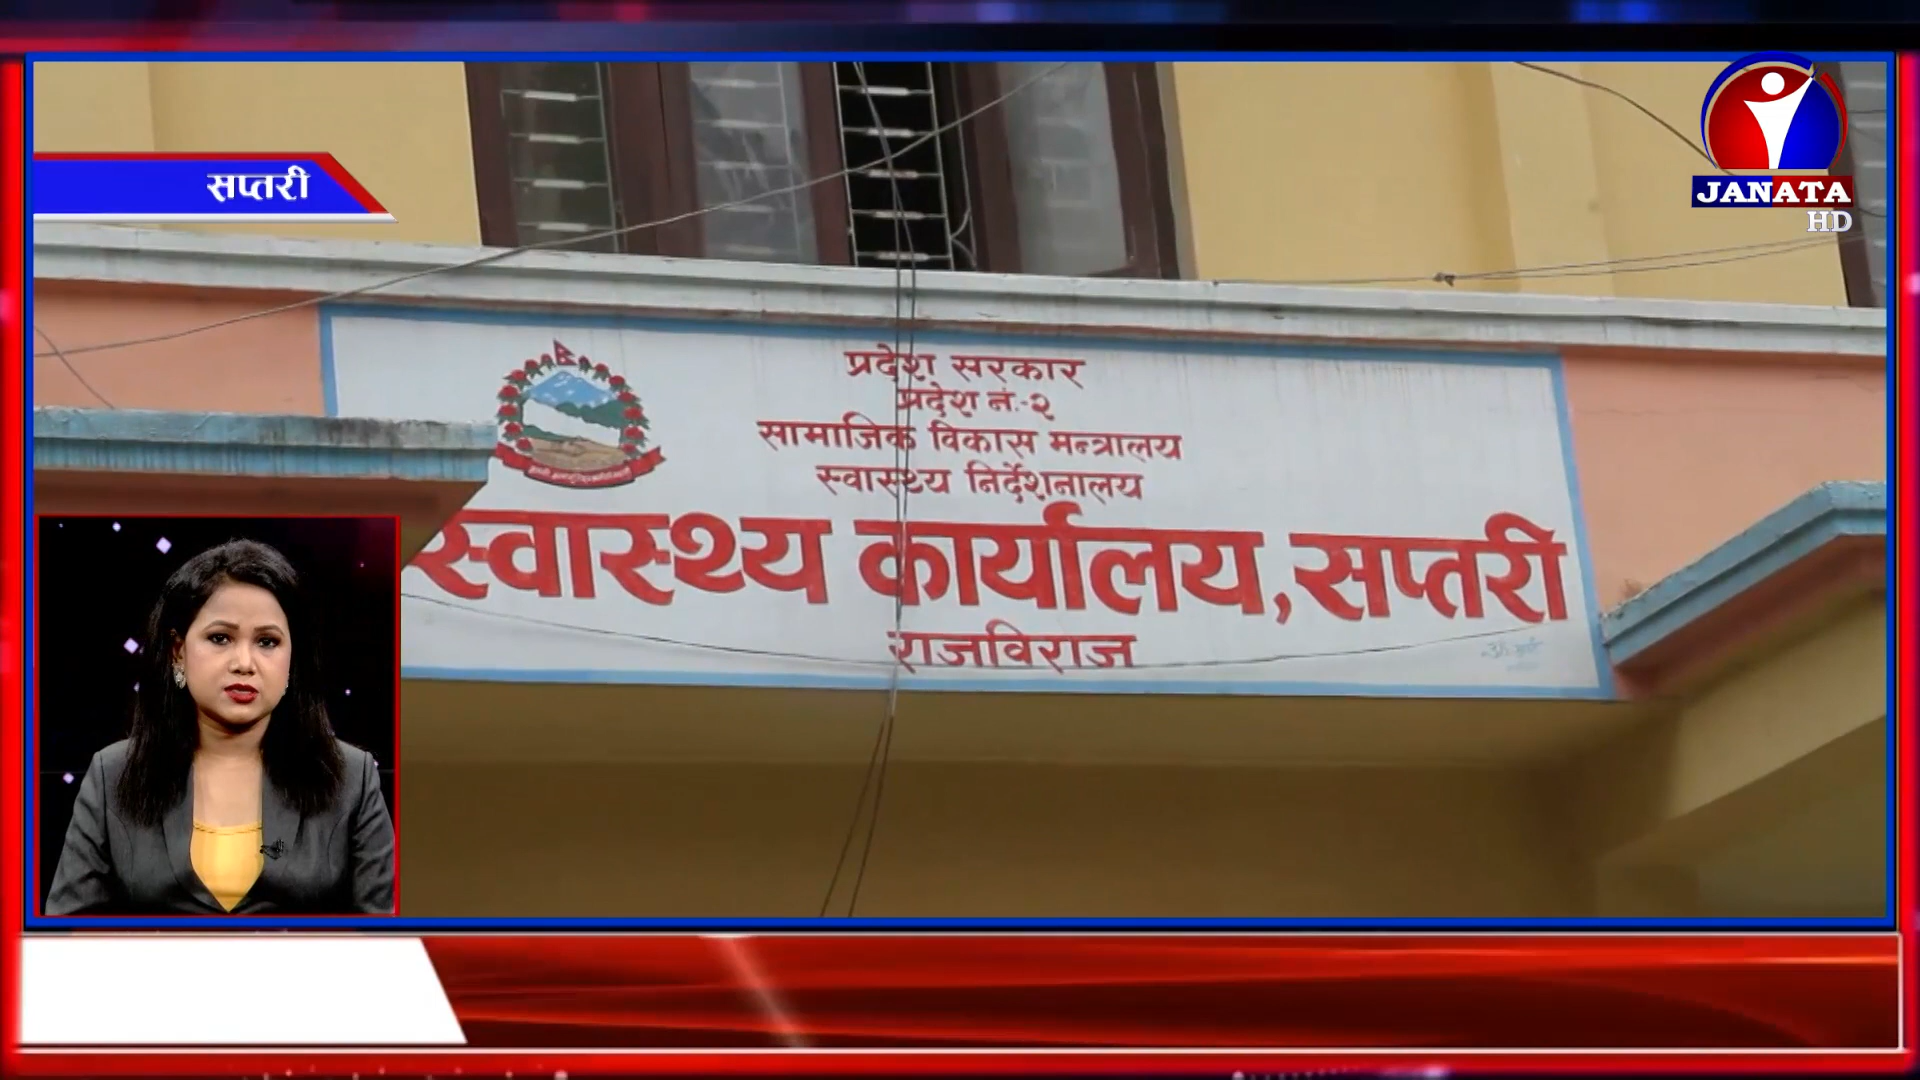 सप्तरी
JANATA
HD
प्रदेश सरकार
प्रदेश नं.-२
सामाजिक विकास मन्त्रालय
स्वास्थ्य निर्देशनालय
स्वास्थ्य कार्यालय, सप्तरी
राजविराज